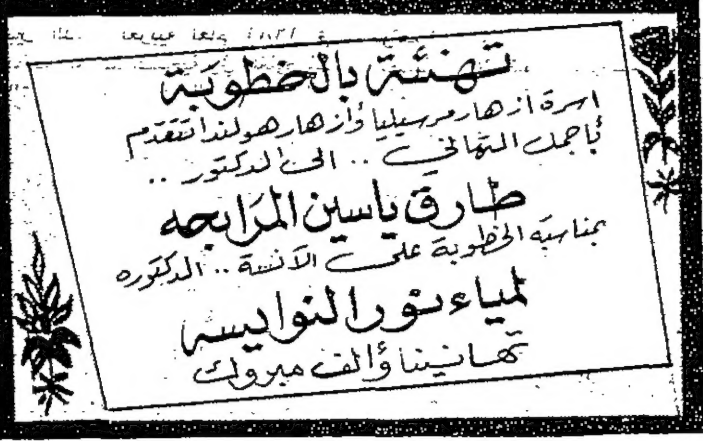 تهنئة بالخطوبة
اسرة ازهار مرسيليا وأزهار هولندا تتقدم
بأجمل التهاني .. الى الدكتور ..
طارق ياسين المرابحه
بمناسبة الخطوبة على الآنسة .. الدكتوره
لمياء نور النوايسه
تهانينا وألف مبروك